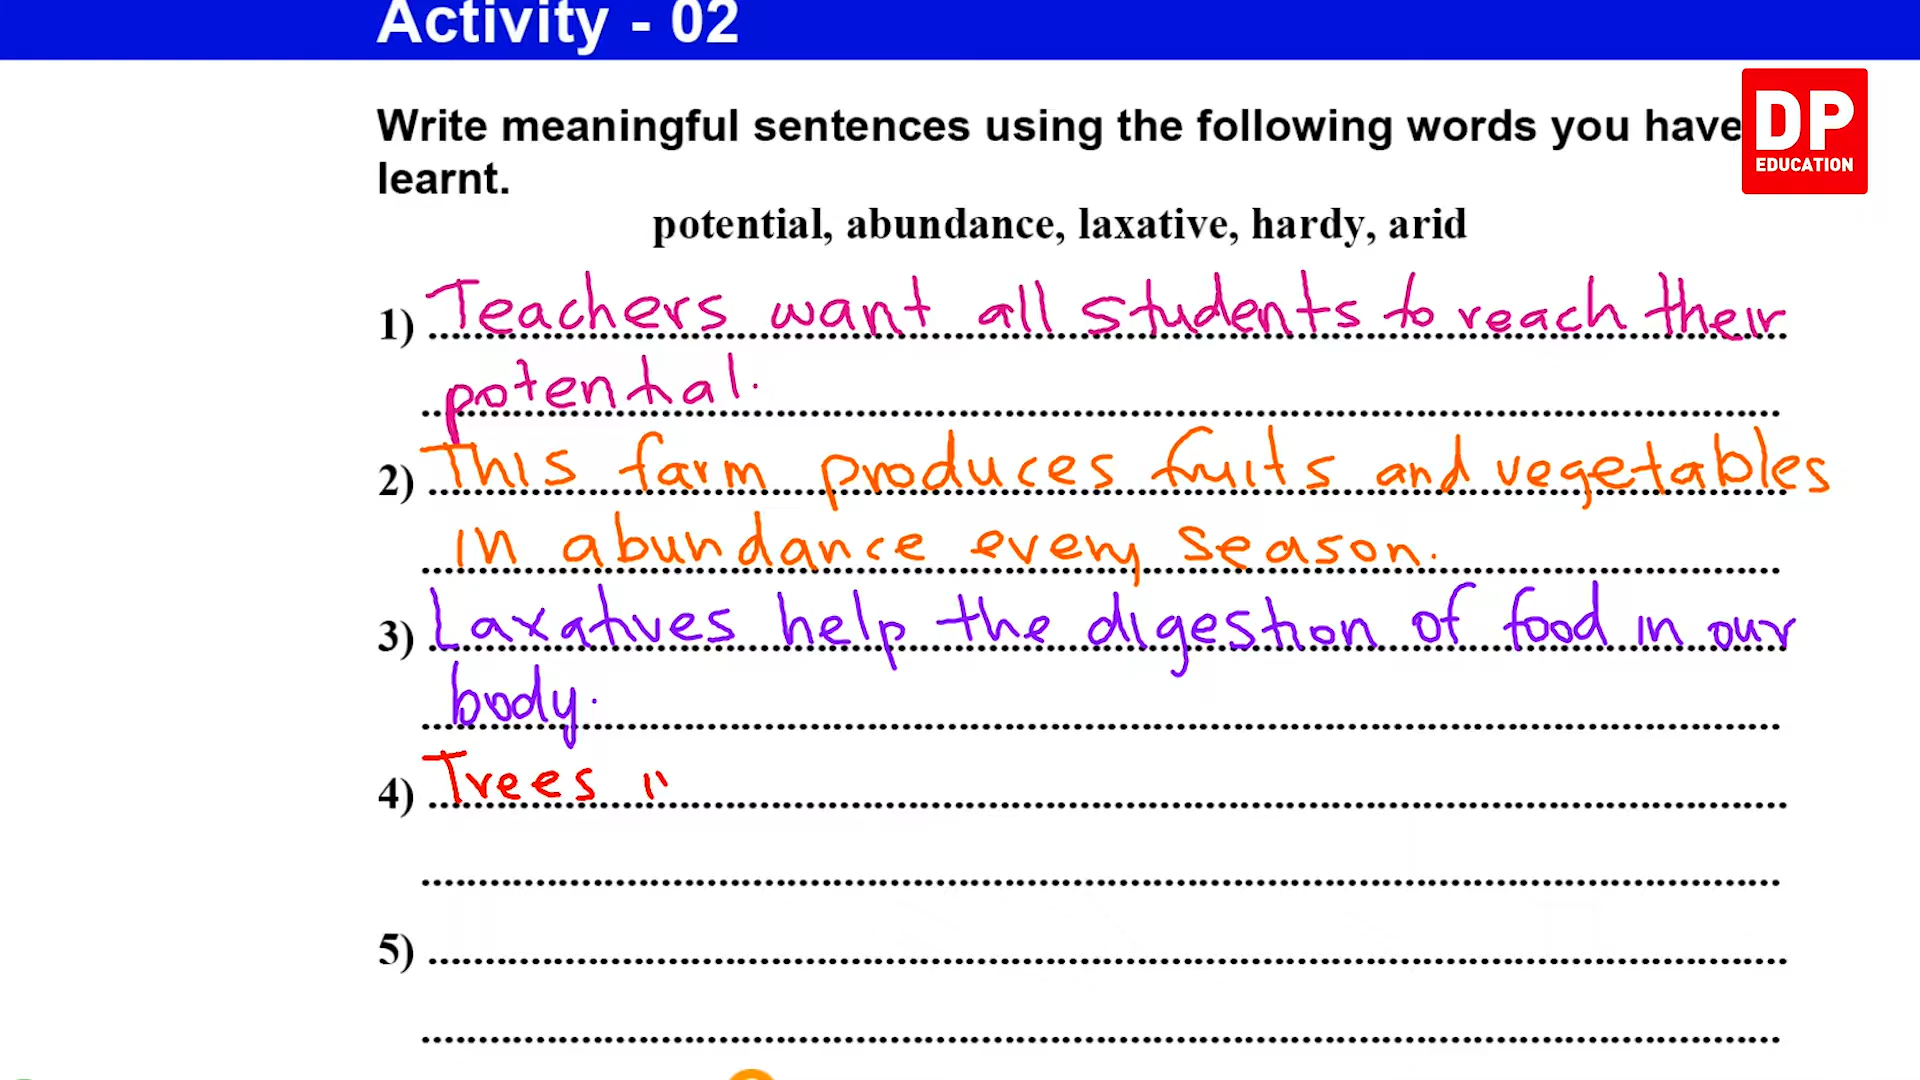 Activity - 02
DP
EDUCATION
Write meaningful sentences using the following words you have
learnt.
potential, abundance, laxative, hardy, arid
1) Teachers want all students to reach their
potential.
2) This farm produces fruits and vegetables
in abundance every season.
3) Laxatives help the digestion of food in our
body.
4) Trees
5)